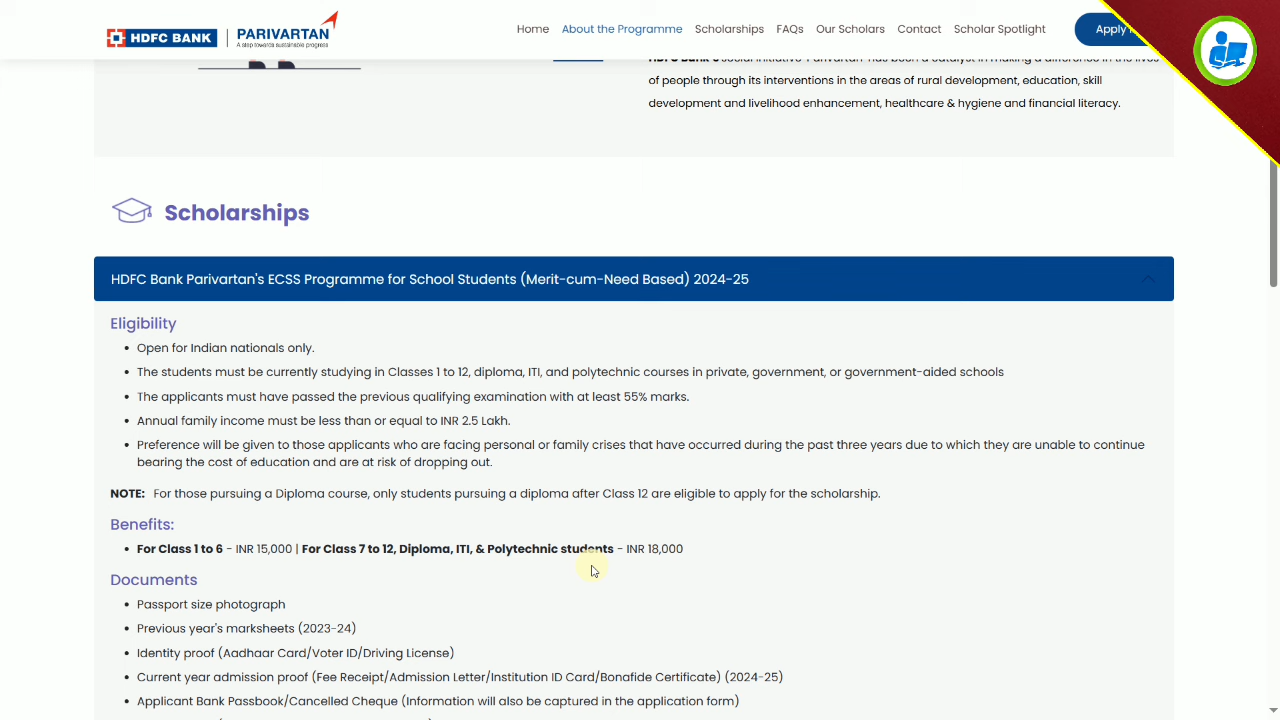 HDFC BANK
PARIVARTAN
A step towards sustainable progress
Home About the Programme Scholarships FAQs Our Scholars Contact Scholar Spotlight Apply
of people through its interventions in the areas of rural development, education, skill
development and livelihood enhancement, healthcare & hygiene and financial literacy.
Scholarships
HDFC Bank Parivartan's ECSS Programme for School Students (Merit-cum-Need Based) 2024-25
Eligibility
• Open for Indian nationals only.
• The students must be currently studying in Classes 1 to 12, diploma, ITI, and polytechnic courses in private, government, or government-aided schools
• The applicants must have passed the previous qualifying examination with at least 55% marks.
• Annual family income must be less than or equal to INR 2.5 Lakh.
• Preference will be given to those applicants who are facing personal or family crises that have occurred during the past three years due to which they are unable to continue
bearing the cost of education and are at risk of dropping out.
NOTE: For those pursuing a Diploma course, only students pursuing a diploma after Class 12 are eligible to apply for the scholarship.
Benefits:
• For Class 1 to 6 - INR 15,000 | For Class 7 to 12, Diploma, ITI, & Polytechnic students - INR 18,000
Documents
• Passport size photograph
• Previous year's marksheets (2023-24)
• Identity proof (Aadhaar Card/Voter ID/Driving License)
• Current year admission proof (Fee Receipt/Admission Letter/Institution ID Card/Bonafide Certificate) (2024-25)
• Applicant Bank Passbook/Cancelled Cheque (Information will also be captured in the application form)